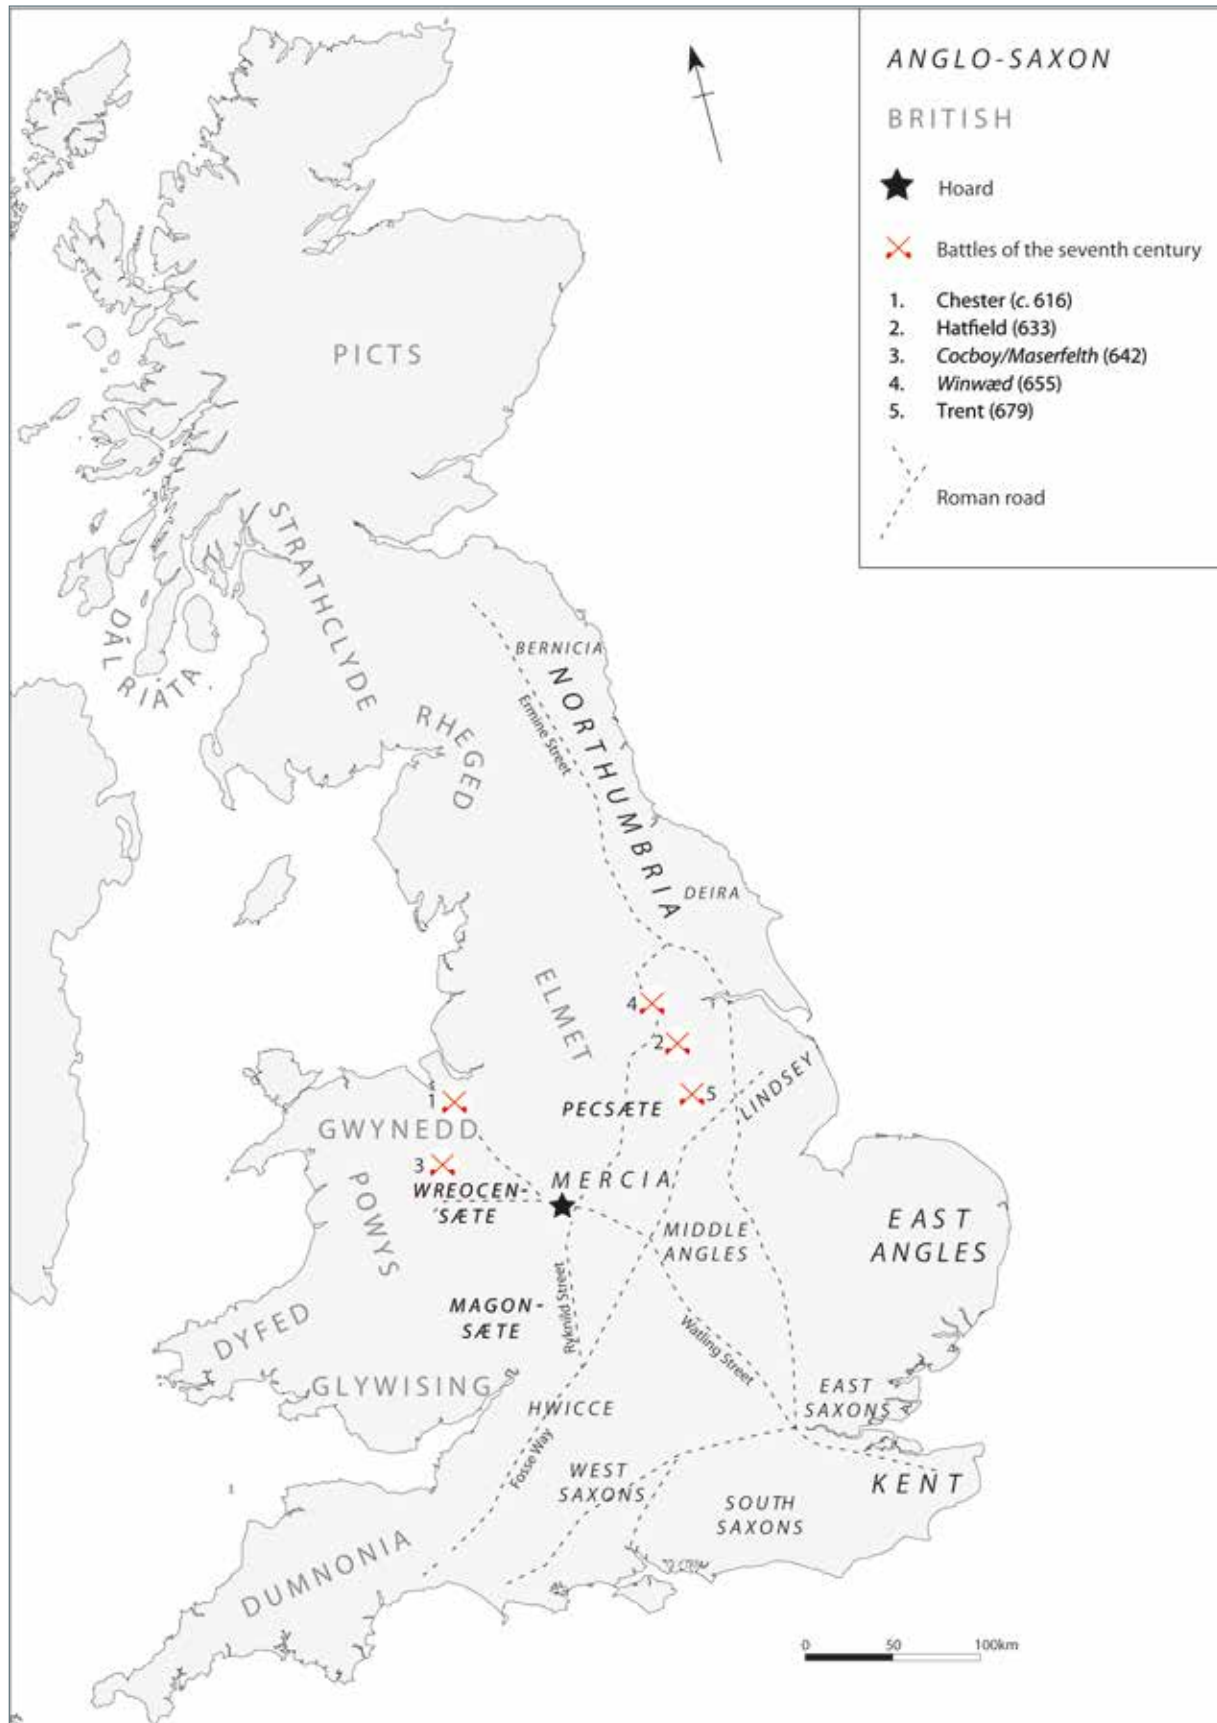 ANGLO-SAXON
BRITISH
Hoard
Battles of the seventh century
1. Chester (c. 616)
2. Hatfield (633)
3. Cocboy/Maserfelth (642)
4. Winwæd (655)
5. Trent (679)
Roman road
PICTS
STRATHCLYDE
DÁL RIÁTA
BERNICIA
NORTHUMBRIA
Ermine Street
RHEGED
DEIRA
ELMET
4
2
5
1
LINDSEY
PECSÆTE
GWYNEDD
3
MERCIA
WREOCEN-
SÆTE
POWYS
MIDDLE
ANGLES
EAST
ANGLES
MAGON-
SÆTE
Ryknild Street
Watling Street
DYFED
GLYWISING
EAST
SAXONS
HWICCE
Fosse Way
WEST
SAXONS
KENT
SOUTH
SAXONS
DUMNONIA
0 50 100km